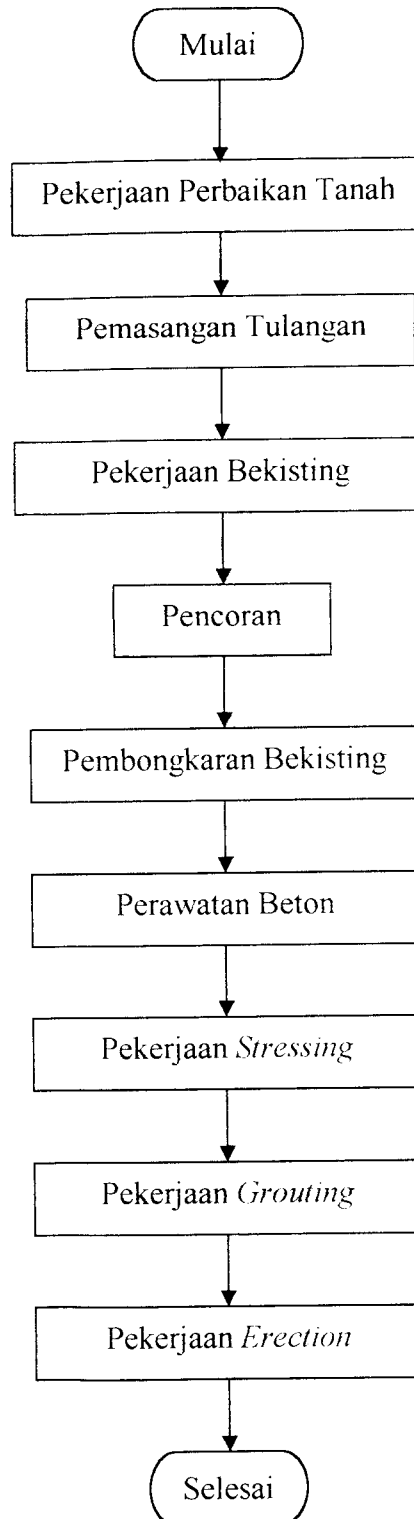 Mulai
Pekerjaan Perbaikan Tanah
Pemasangan Tulangan
Pekerjaan Bekisting
Pencoran
Pembongkaran Bekisting
Perawatan Beton
Pekerjaan Stressing
Pekerjaan Grouting
Pekerjaan Erection
Selesai